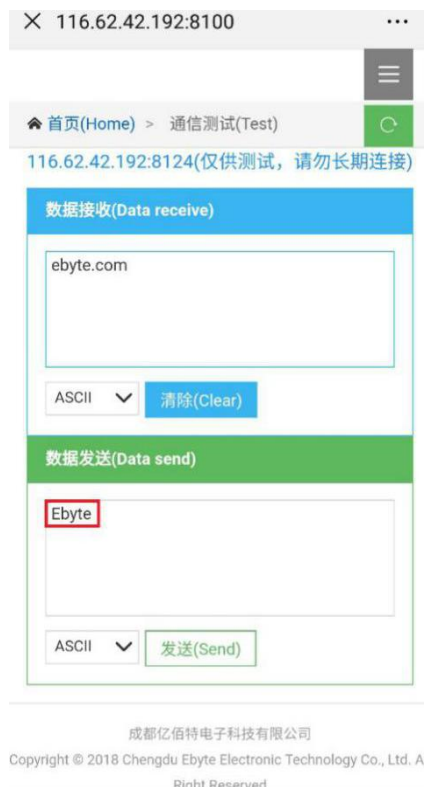 116.62.42.192:8100
首页(Home) > 通信测试(Test)
116.62.42.192:8124(仅供测试，请勿长期连接)
数据接收(Data receive)
ebyte.com
ASCII 清除(Clear)
数据发送(Data send)
Ebyte
ASCII 发送(Send)
成都亿佰特电子科技有限公司
Copyright © 2018 Chengdu Ebyte Electronic Technology Co., Ltd. A
Right Reserved